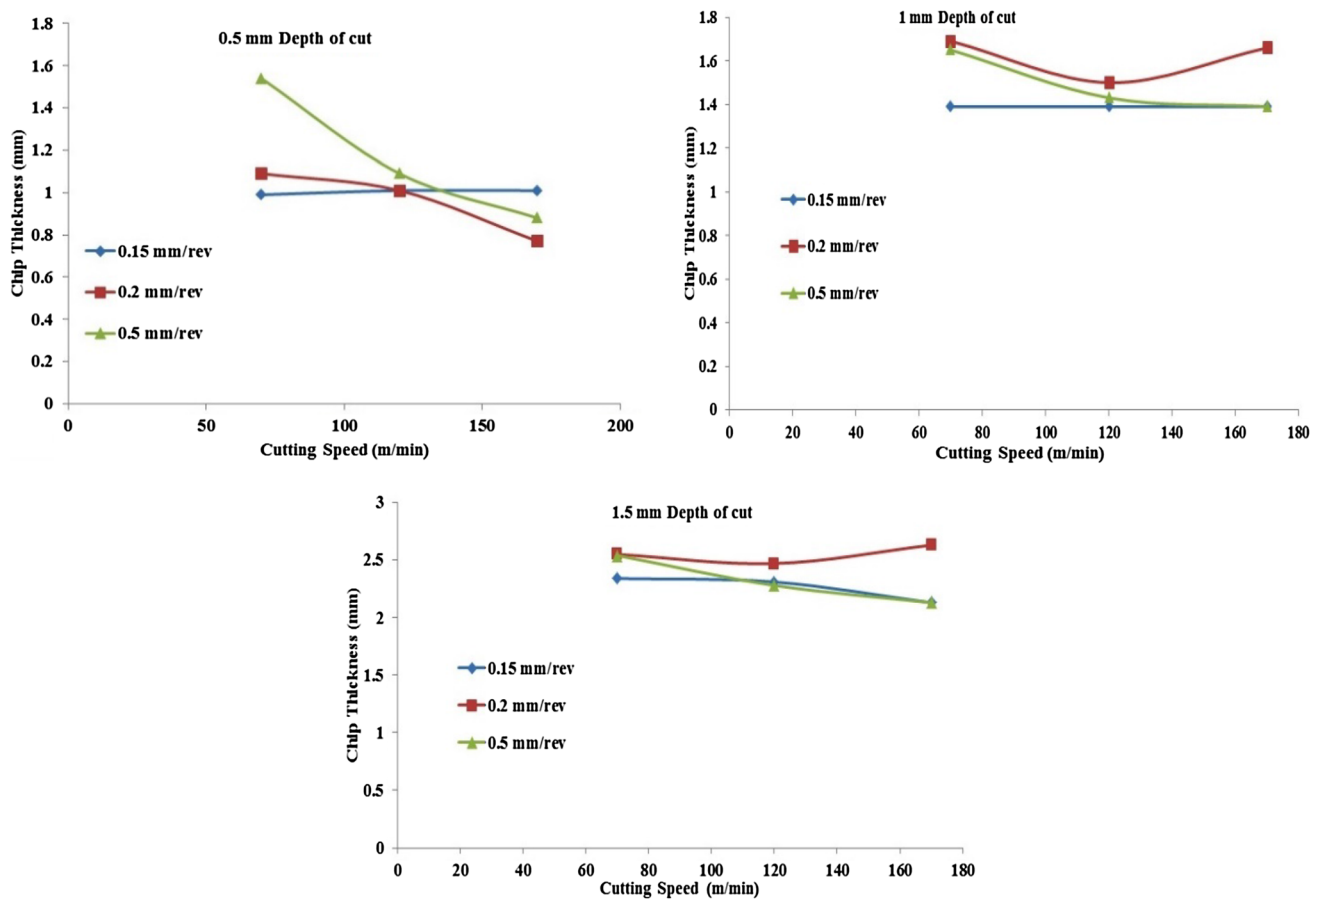 0.5 mm Depth of cut
Chip Thickness (mm)
1.8
1.6
1.4
1.2
1
0.8
0.6
0.4
0.2
0
0.15 mm/rev
0.2 mm/rev
0.5 mm/rev
0 50 100 150 200
Cutting Speed (m/min)
1 mm Depth of cut
Chip Thickness (mm)
1.8
1.6
1.4
1.2
1
0.8
0.6
0.4
0.2
0
0.15 mm/rev
0.2 mm/rev
0.5 mm/rev
0 20 40 60 80 100 120 140 160 180
Cutting Speed (m/min)
1.5 mm Depth of cut
Chip Thickness (mm)
3
2.5
2
1.5
1
0.5
0
0.15 mm/rev
0.2 mm/rev
0.5 mm/rev
0 20 40 60 80 100 120 140 160 180
Cutting Speed (m/min)